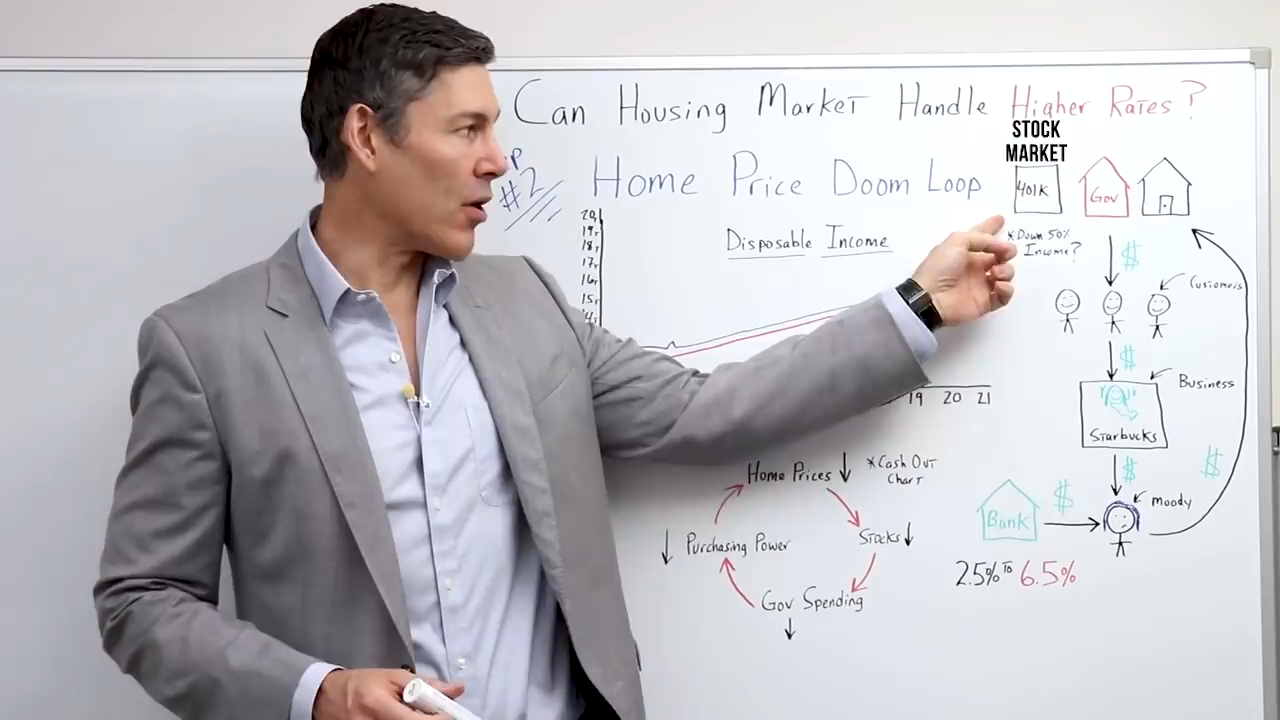 Can Housing Market Handle Higher Rates?
STOCK
MARKET
#2
Home Price Doom Loop
401K
Gov
20
19
18
17
16
15
Disposable Income
*Down 50%
Income?
$
Customers
$
Business
Starbucks
19 20 21
Home Prices
*Cash Out
Chart
$
$
$
Moody
Bank
Purchasing Power
Stocks
2.5% to 6.5%
Gov Spending